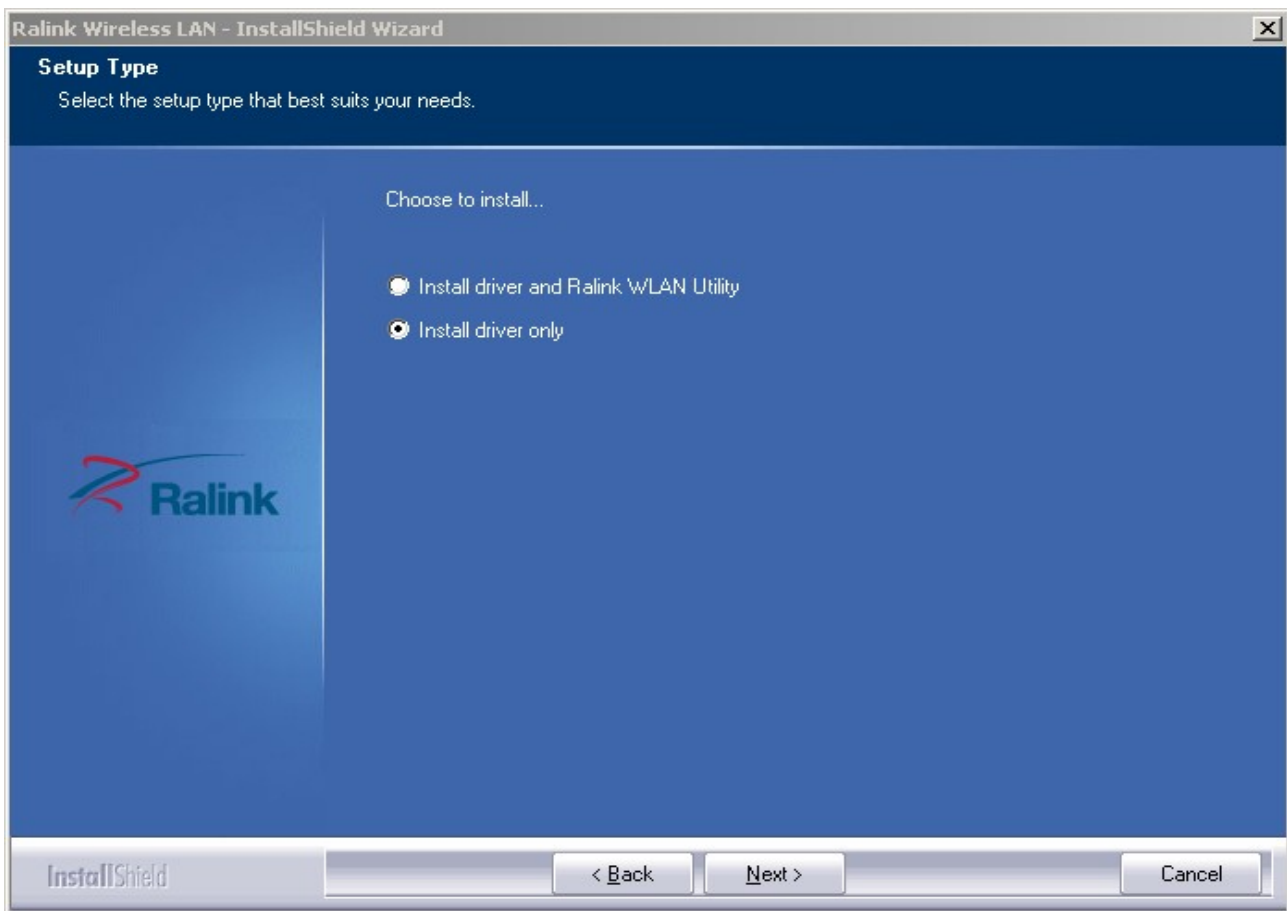 Ralink Wireless LAN - InstallShield Wizard
Setup Type
Select the setup type that best suits your needs.
Choose to install...
Install driver and Ralink WLAN Utility
Install driver only
Ralink
InstallShield
< Back
Next >
Cancel